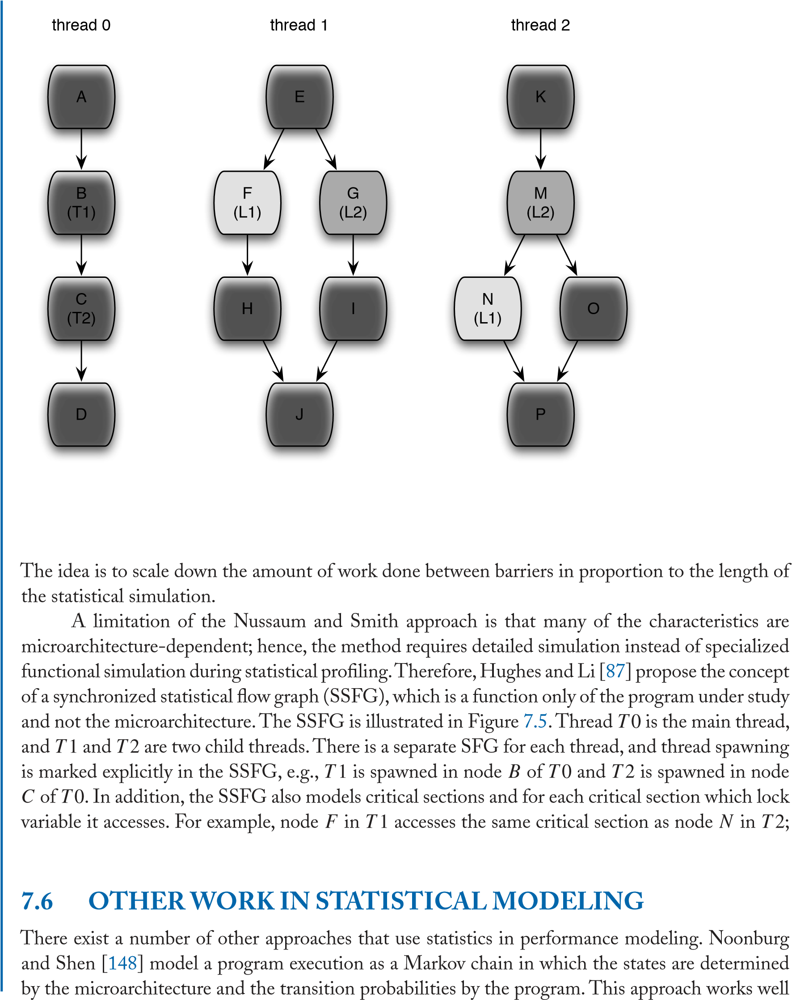 thread 0
thread 1
thread 2
A
E
K
B
(T1)
F
(L1)
G
(L2)
M
(L2)
C
(T2)
H
I
N
(L1)
O
D
J
P
The idea is to scale down the amount of work done between barriers in proportion to the length of
the statistical simulation.
A limitation of the Nussaum and Smith approach is that many of the characteristics are
microarchitecture-dependent; hence, the method requires detailed simulation instead of specialized
functional simulation during statistical profiling. Therefore, Hughes and Li [87] propose the concept
of a synchronized statistical flow graph (SSFG), which is a function only of the program under study
and not the microarchitecture. The SSFG is illustrated in Figure 7.5. Thread T0 is the main thread,
and T1 and T2 are two child threads. There is a separate SFG for each thread, and thread spawning
is marked explicitly in the SSFG, e.g., T1 is spawned in node B of T0 and T2 is spawned in node
C of T0. In addition, the SSFG also models critical sections and for each critical section which lock
variable it accesses. For example, node F in T1 accesses the same critical section as node N in T2;
7.6 OTHER WORK IN STATISTICAL MODELING
There exist a number of other approaches that use statistics in performance modeling. Noonburg
and Shen [148] model a program execution as a Markov chain in which the states are determined
by the microarchitecture and the transition probabilities by the program. This approach works well